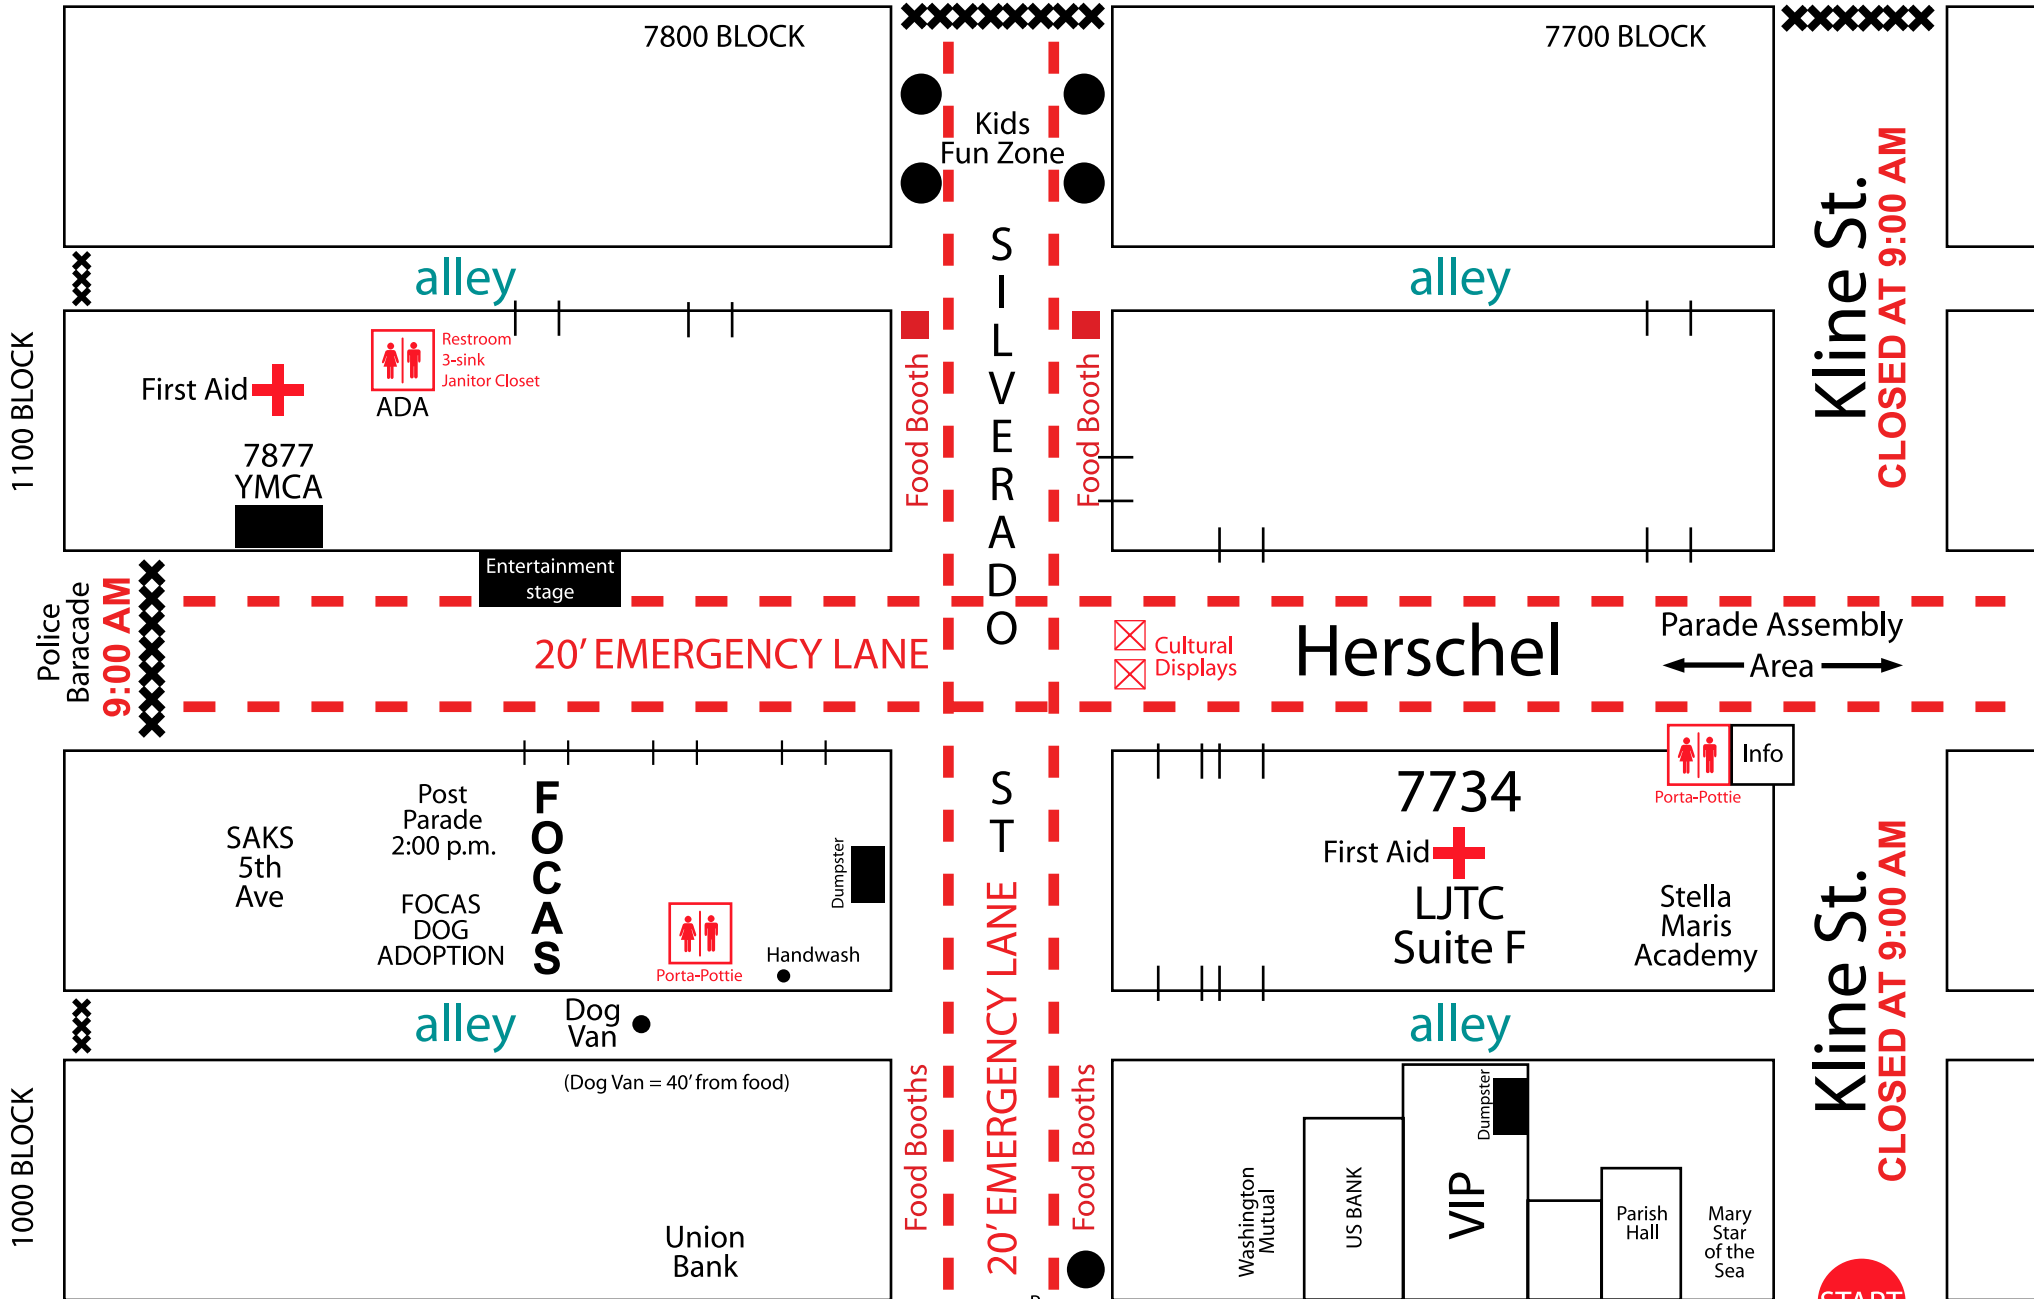 7800 BLOCK
7700 BLOCK
Kids
Fun Zone
SILVERADO ST
alley
alley
Kline St.
CLOSED AT 9:00 AM
1100 BLOCK
First Aid
Restroom
3-sink
Janitor Closet
ADA
7877
YMCA
Food Booth
Food Booth
Entertainment
stage
Police
Baracade
9:00 AM
20' EMERGENCY LANE
Cultural
Displays
Herschel
Parade Assembly
Area
SAKS
5th
Ave
Post
Parade
2:00 p.m.
FOCAS
DOG
ADOPTION
FOCAS
Porta-Pottie
Dumpster
Handwash
20' EMERGENCY LANE
7734
First Aid
LJTC
Suite F
Porta-Pottie
Info
Stella
Maris
Academy
Kline St.
CLOSED AT 9:00 AM
alley
Dog
Van
alley
1000 BLOCK
(Dog Van = 40' from food)
Union
Bank
Food Booths
Food Booths
Washington
Mutual
US BANK
VIP
Dumpster
Parish
Hall
Mary
Star
of the
Sea
START